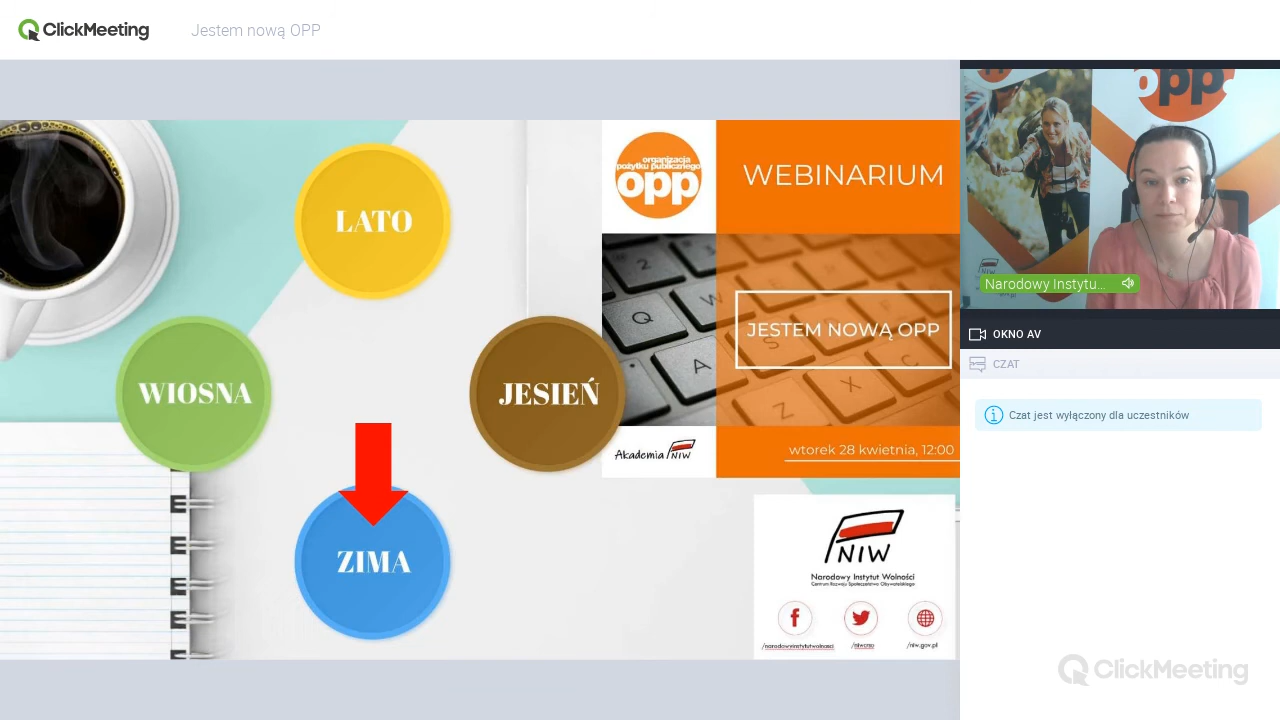 ClickMeeting
Jestem nową OPP
LATO
WIOSNA
JESIEŃ
ZIMA
organizacja
pożytku publicznego
opp
WEBINARIUM
JESTEM NOWĄ OPP
Akademia NIW
wtorek 28 kwietnia, 12:00
NIW
Narodowy Instytut Wolności
Centrum Rozwoju Społeczeństwa Obywatelskiego
/narodowyinstytutwolnosci
/niwcrso
/niw.gov.pl
opp
NIW
Narodowy Instytu...
OKNO AV
CZAT
Czat jest wyłączony dla uczestników
ClickMeeting